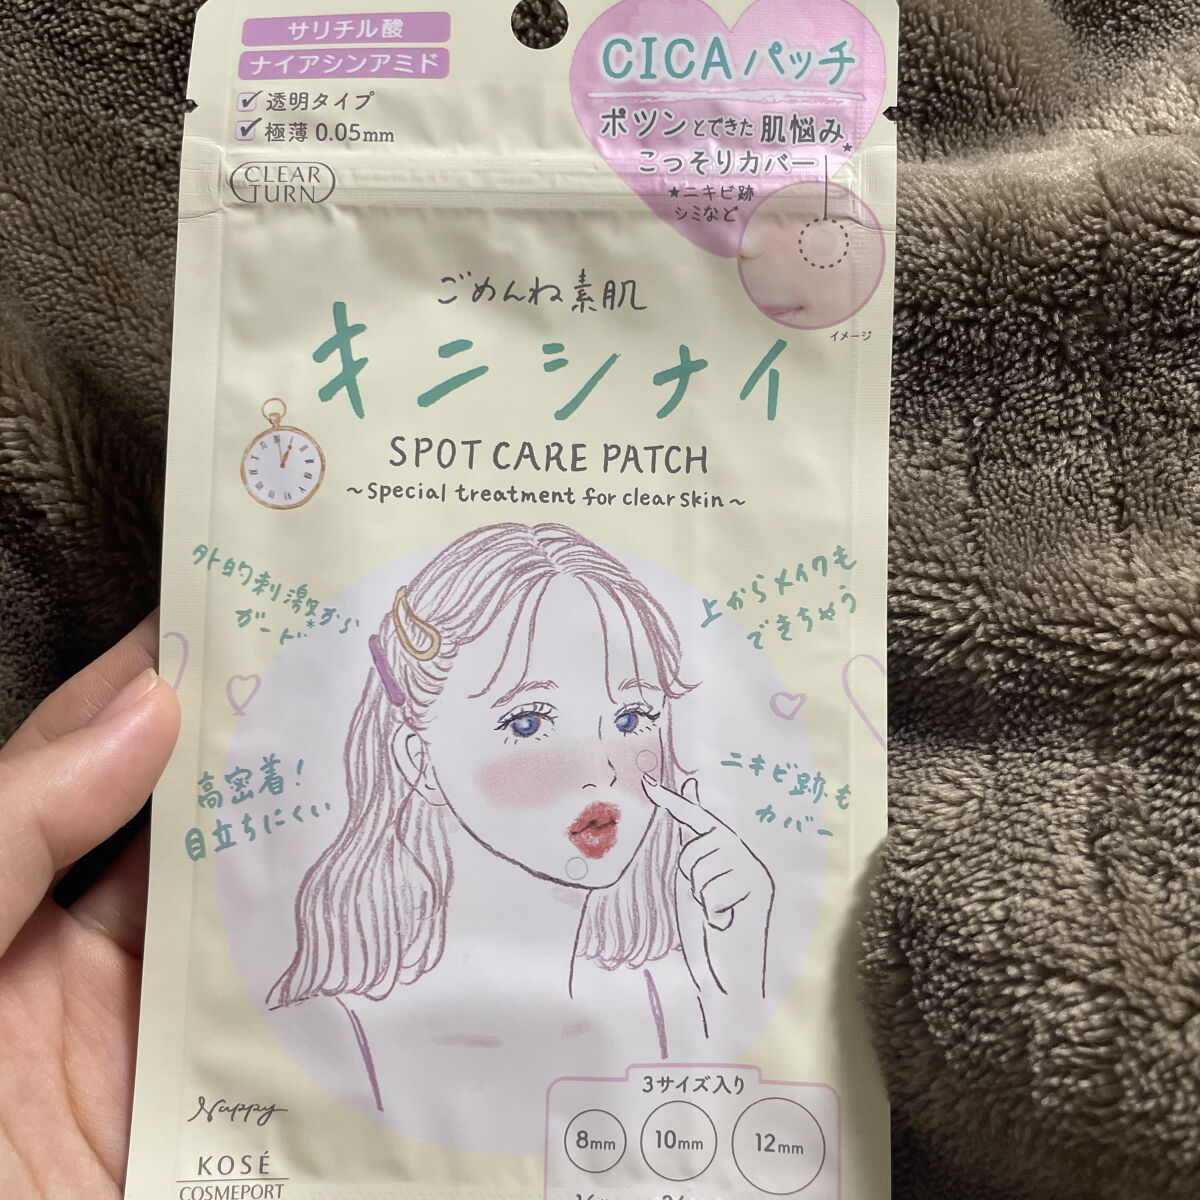 サリチル酸
ナイアシンアミド
透明タイプ
極薄 0.05mm
CLEAR
TURN
CICAパッチ
ポツンとできた肌悩み★
こっそりカバー
★ニキビ跡
シミなど
イメージ
ごめんね素肌
キニシナイ
SPOT CARE PATCH
~Special treatment for clear skin~
外的刺激から
ガード*
上からメイクも
できちゃう
高密着!
目立ちにくい
ニキビ跡も
カバー
Nappy
KOSÉ
COSMEPORT
3サイズ入り
8mm
10mm
12mm